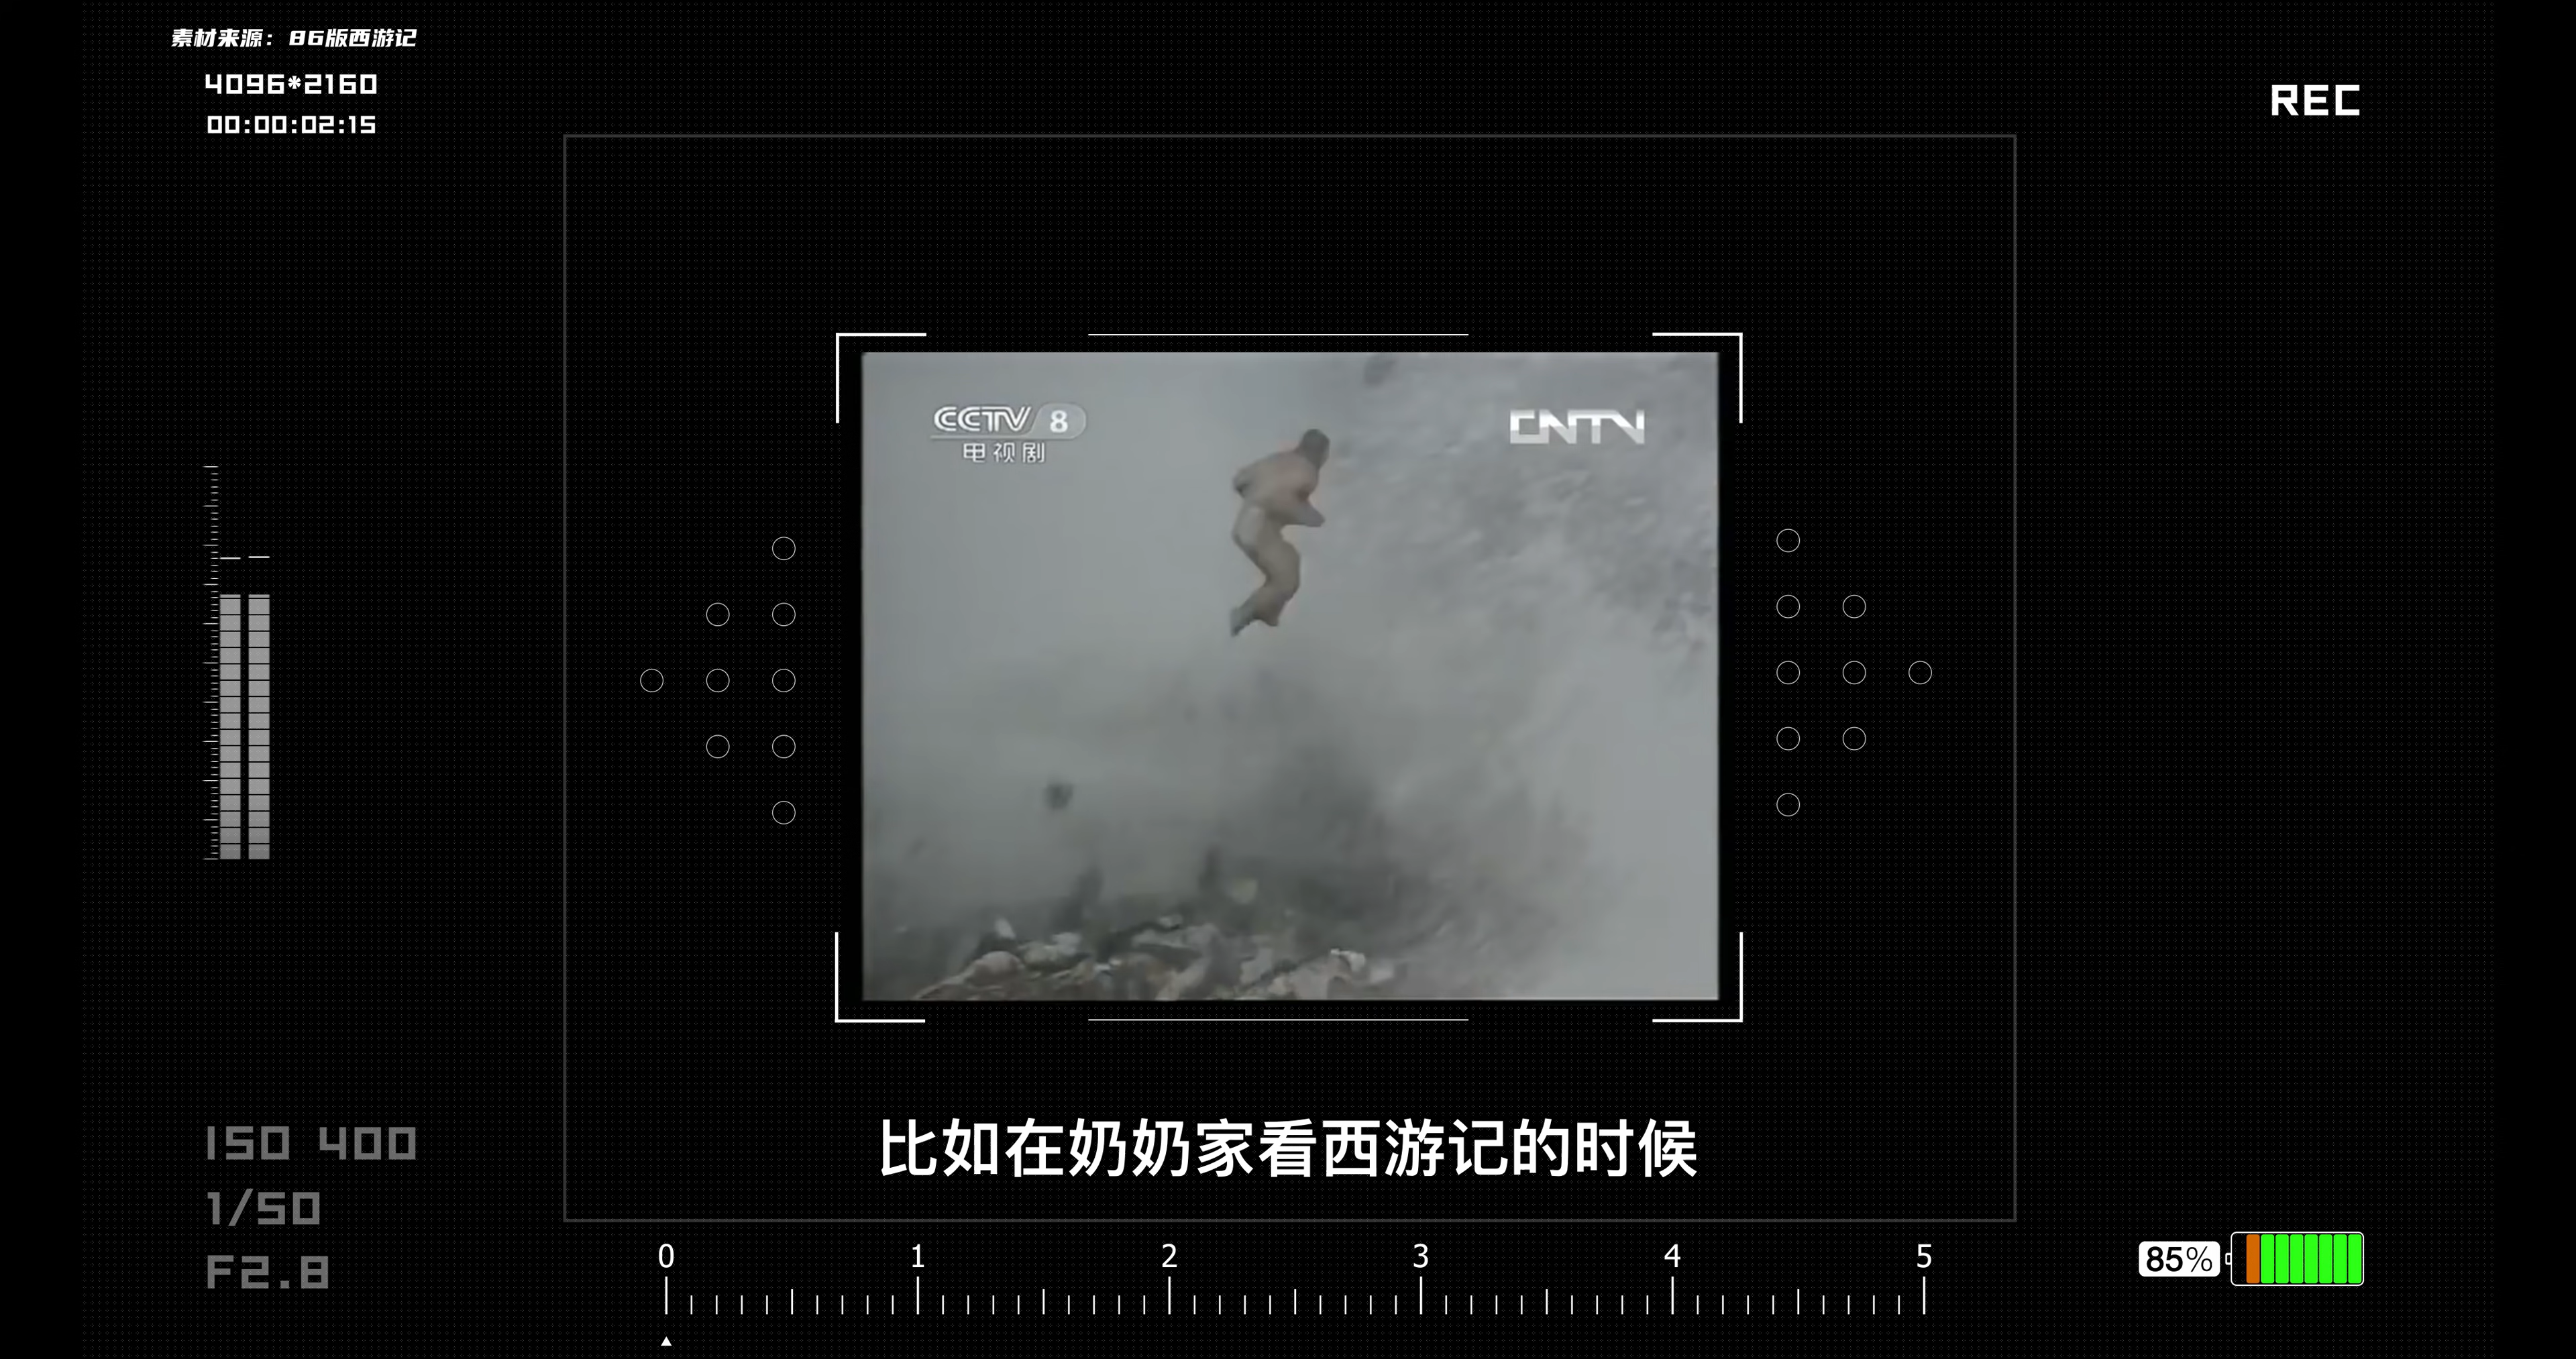 素材来源：86版西游记
4096*2160
00:00:02:15
REC
CCTV 8
电视剧
CNTV
比如在奶奶家看西游记的时候
ISO 400
1/50
F2.8
0 1 2 3 4 5
85%